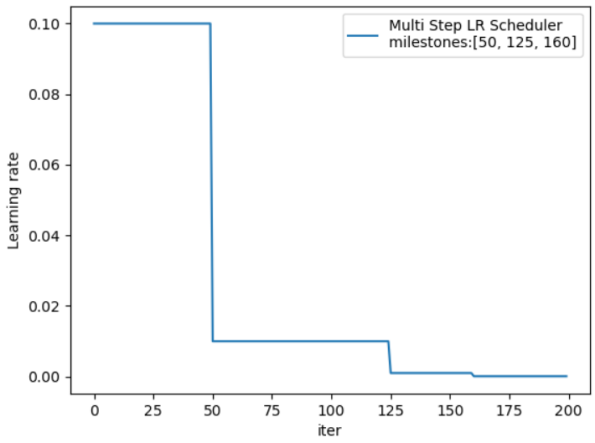 Multi Step LR Scheduler
milestones:[50, 125, 160]
0.10
0.08
0.06
0.04
0.02
0.00
Learning rate
0 25 50 75 100 125 150 175 200
iter